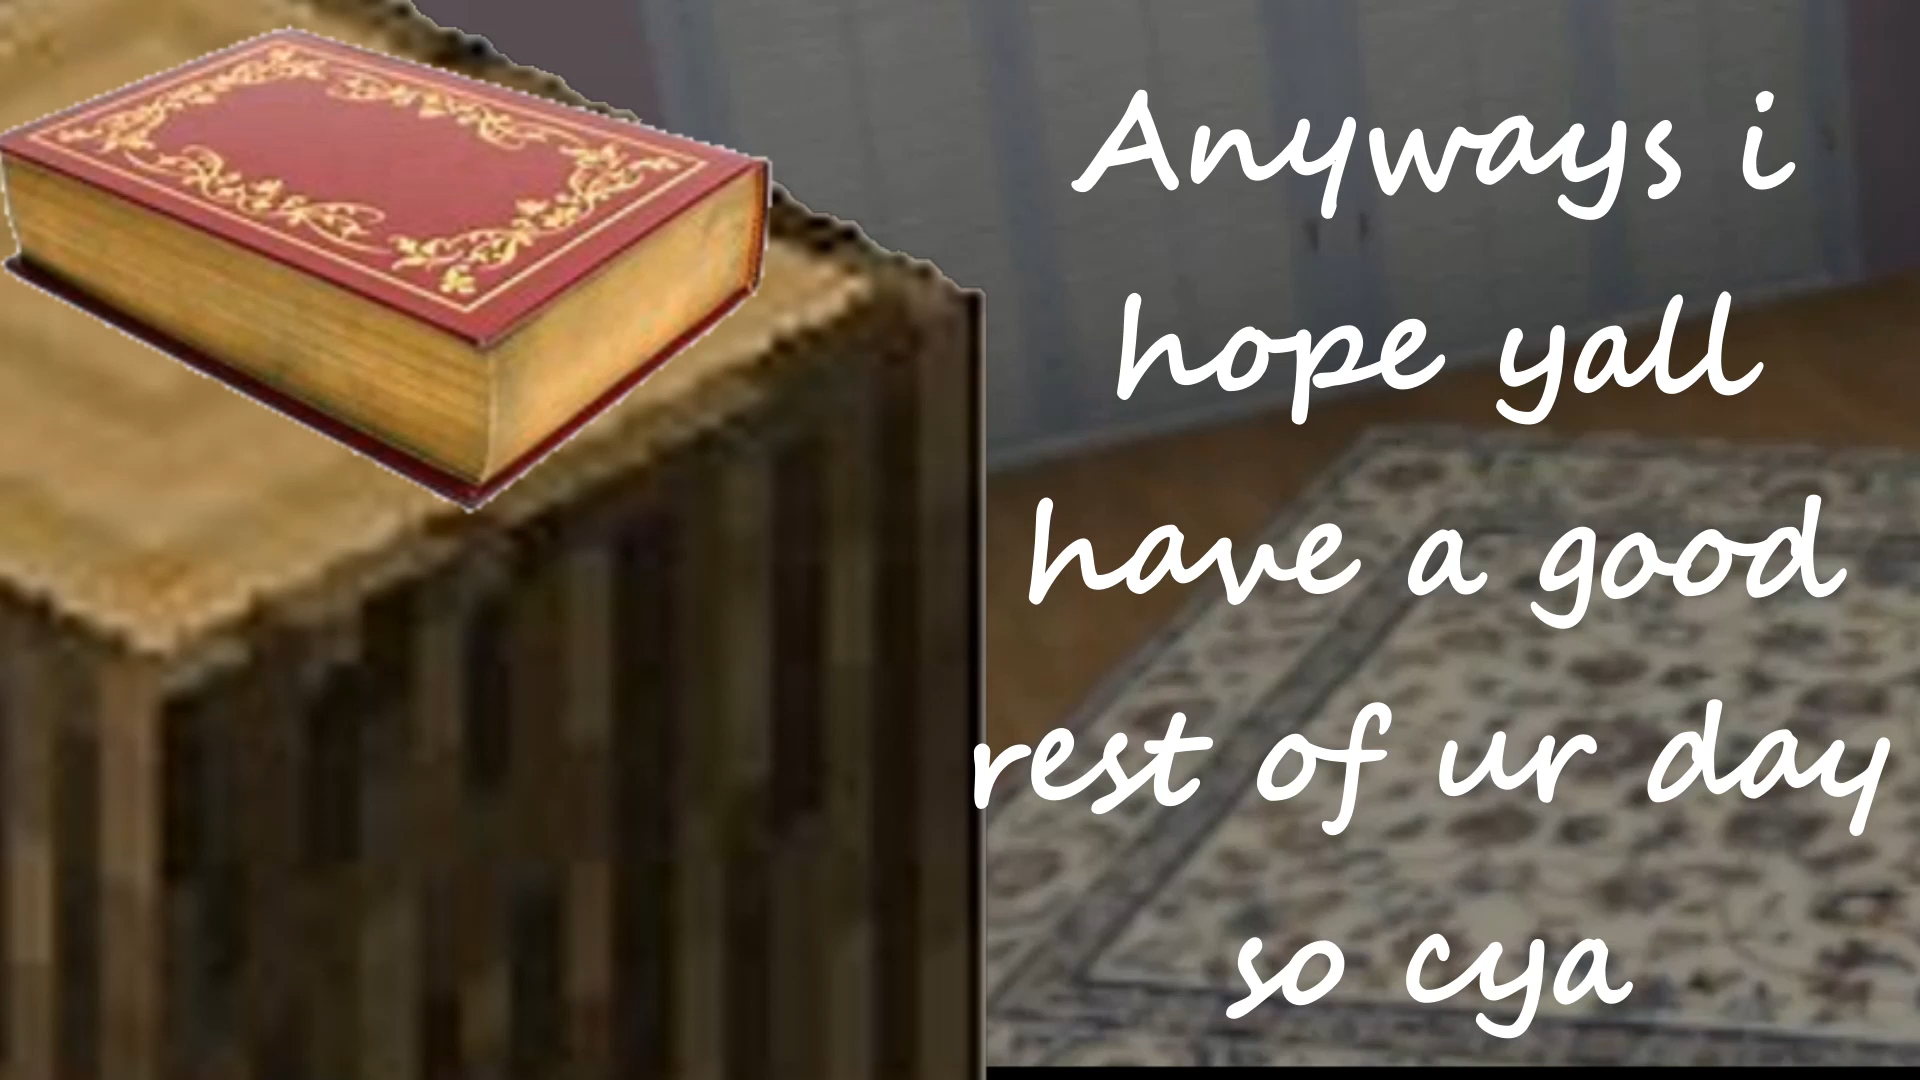 Anyways i
hope yall
have a good
rest of ur day
so cya